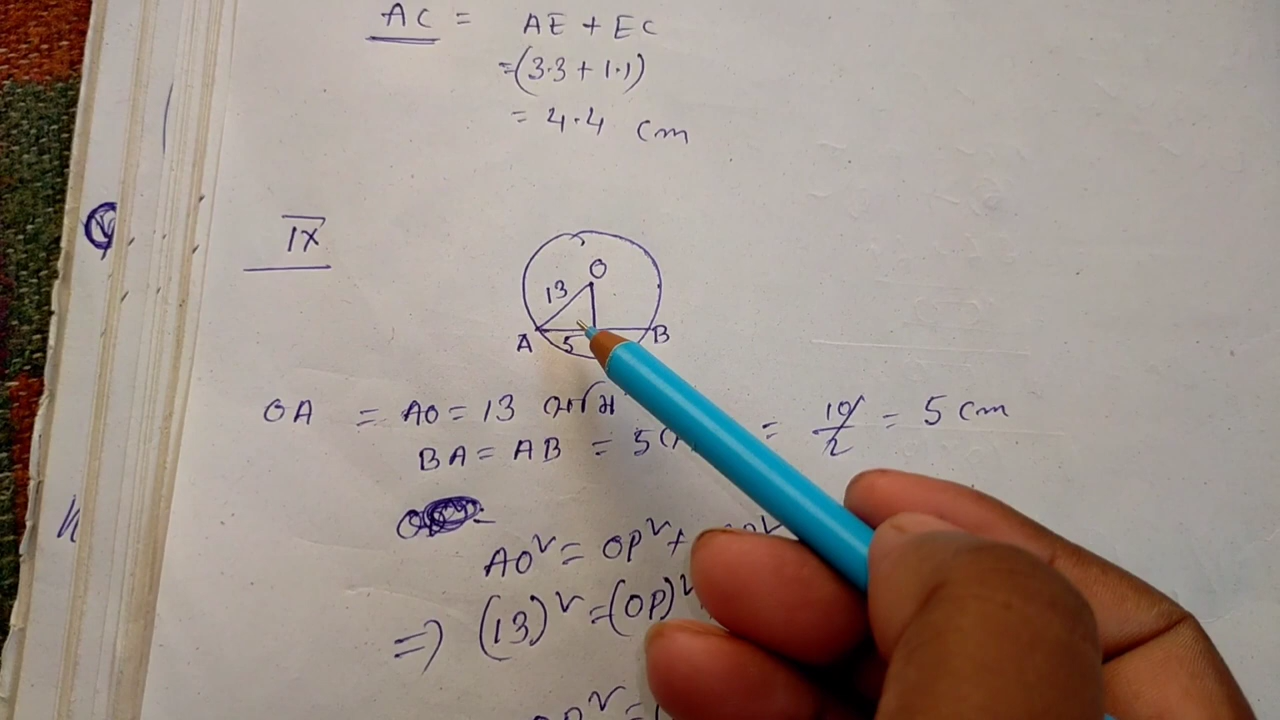 AC = AE + EC
=(3.3 + 1.1)
= 4.4 cm
IX
O
13
A 5 B
OA = AO = 13 = 10/2 = 5 cm
BA = AB = 5
AO² = OP² +
=> (13)² = (OP)²